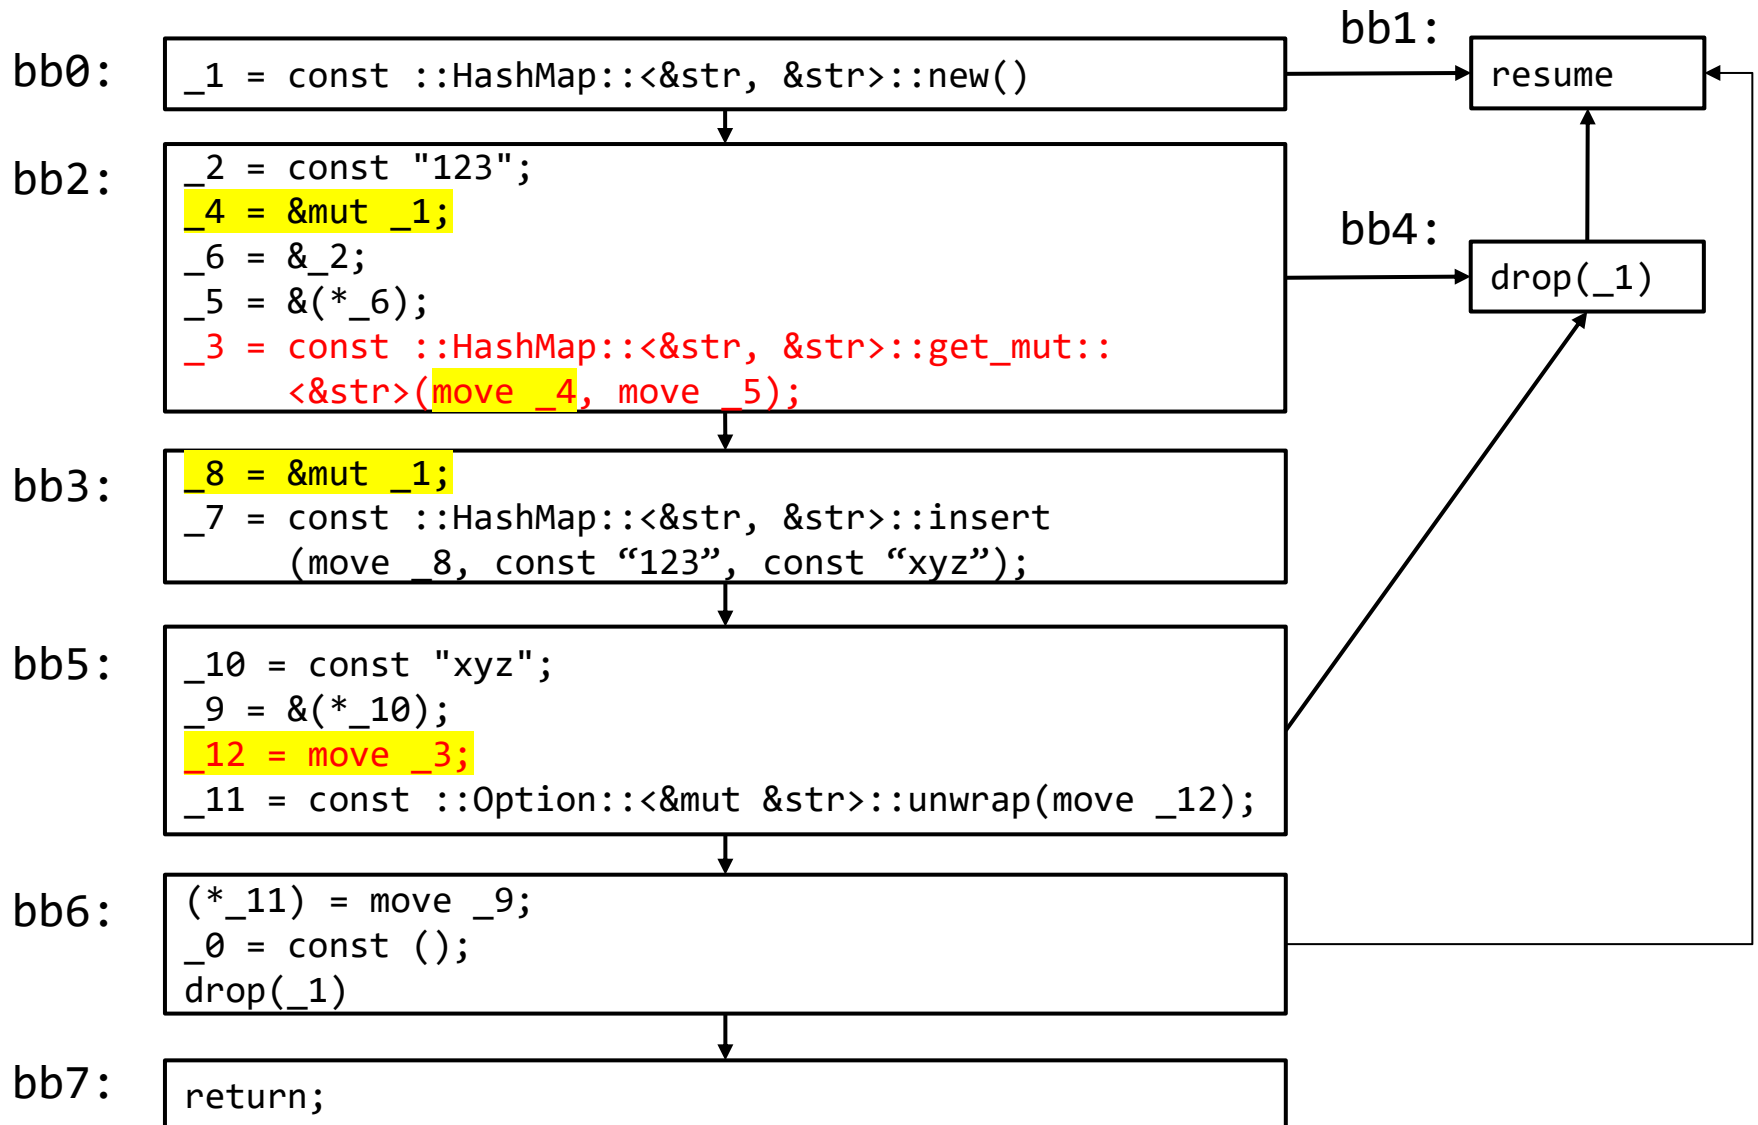 bb0:
_1 = const ::HashMap::<&str, &str>::new()
bb1:
resume
bb2:
_2 = const "123";
_4 = &mut _1;
_6 = &_2;
_5 = &(*_6);
_3 = const ::HashMap::<&str, &str>::get_mut::
<&str>(move _4, move _5);
bb4:
drop(_1)
bb3:
_8 = &mut _1;
_7 = const ::HashMap::<&str, &str>::insert
(move _8, const “123”, const “xyz”);
bb5:
_10 = const "xyz";
_9 = &(*_10);
_12 = move _3;
_11 = const ::Option::<&mut &str>::unwrap(move _12);
bb6:
(*_11) = move _9;
_0 = const ();
drop(_1)
bb7:
return;